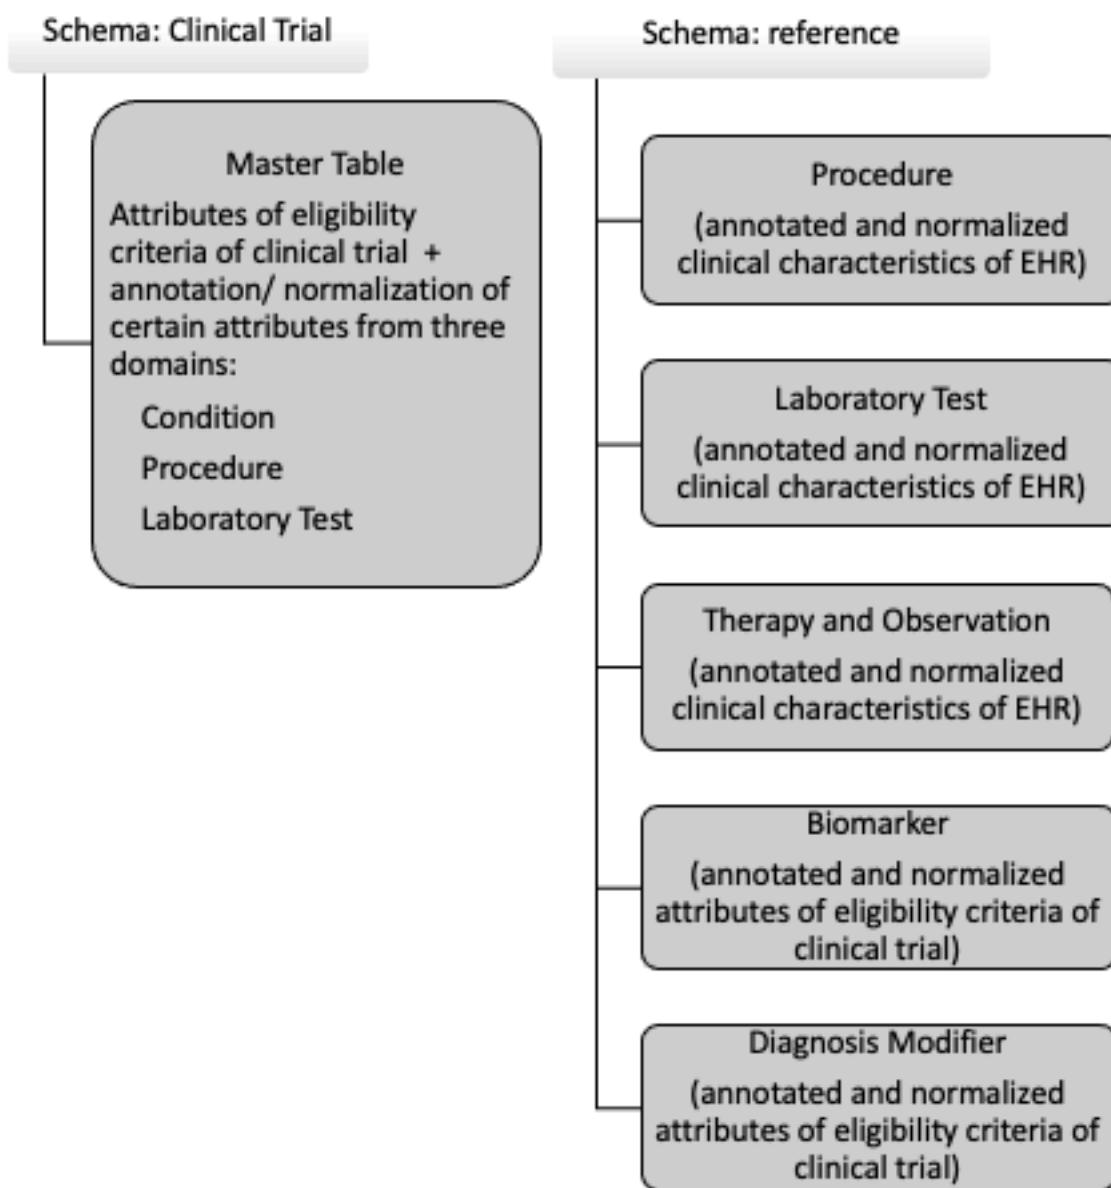 Schema: Clinical Trial
Master Table
Attributes of eligibility
criteria of clinical trial +
annotation/ normalization of
certain attributes from three
domains:
Condition
Procedure
Laboratory Test
Schema: reference
Procedure
(annotated and normalized
clinical characteristics of EHR)
Laboratory Test
(annotated and normalized
clinical characteristics of EHR)
Therapy and Observation
(annotated and normalized
clinical characteristics of EHR)
Biomarker
(annotated and normalized
attributes of eligibility criteria of
clinical trial)
Diagnosis Modifier
(annotated and normalized
attributes of eligibility criteria of
clinical trial)